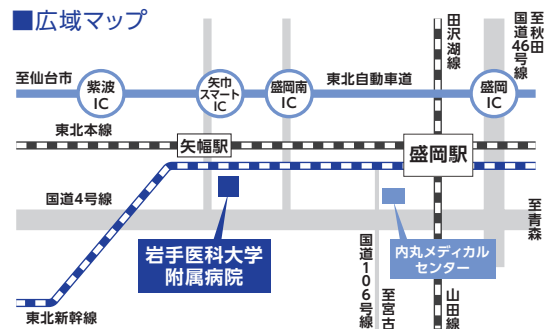 ■広域マップ
田沢湖線
国道46号線
至秋田
至仙台市
紫波
IC
矢巾
スマート
IC
盛岡南
IC
東北自動車道
盛岡
IC
東北本線
矢幅駅
盛岡駅
国道4号線
至青森
岩手医科大学
附属病院
内丸メディカル
センター
国道106号線
至宮古
山田線
東北新幹線